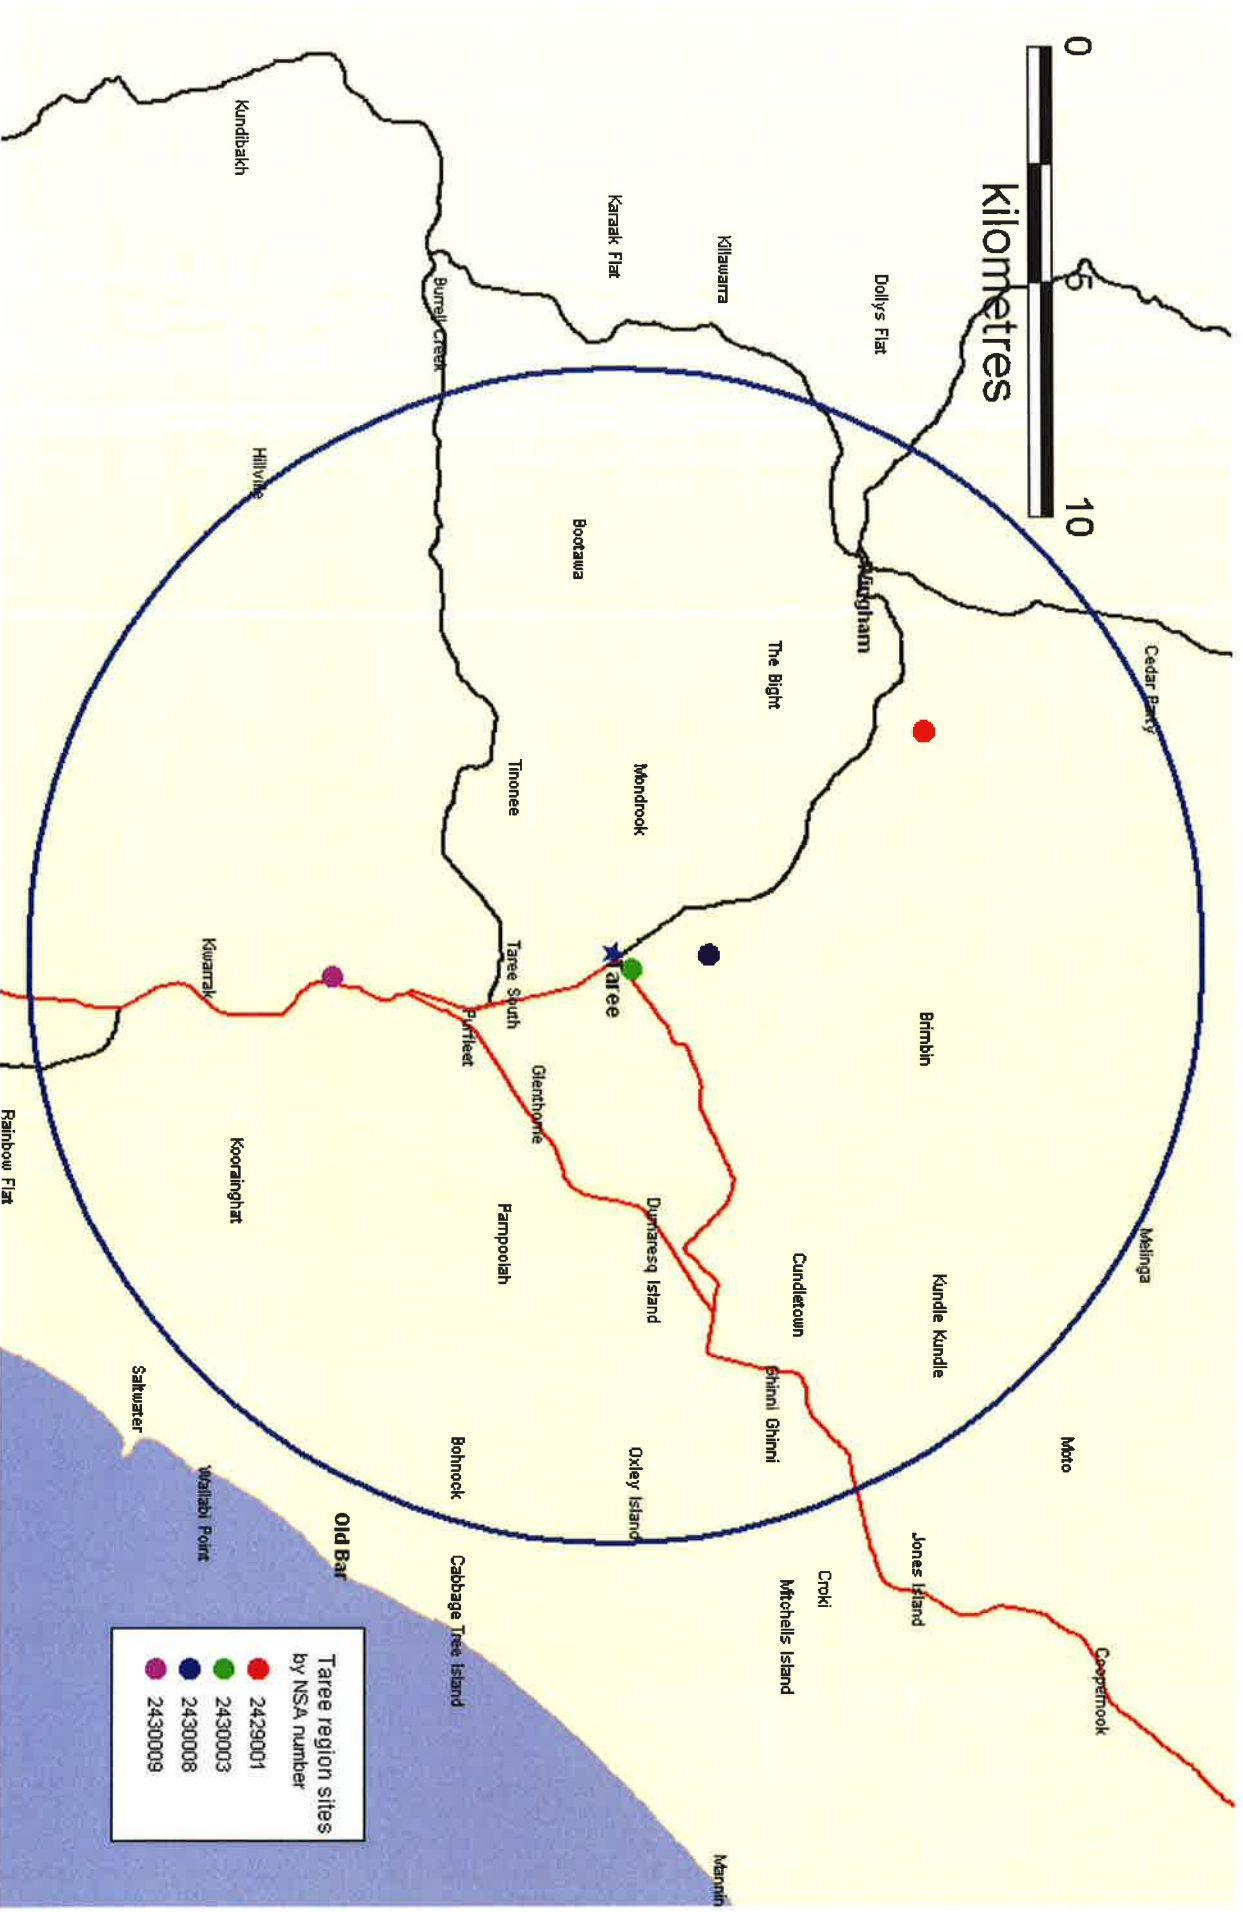 0
5
10
kilometres
Cedar Party
Melinga
Moto
Coopernook
Dollys Flat
Brimbin
Kundle Kundle
Jones Island
Wingham
Killawarra
The Bight
Cundletown
Ghinni Ghinni
Croki
Mitchells Island
Mannin
Karaak Flat
Bootawa
Mondrook
Taree
Dumaresq Island
Oxley Island
Tinonee
Taree South
Glenthorne
Pampoolah
Burrell Creek
Purfleet
Bohnock
Cabbage Tree Island
Old Bar
Kundibakh
Hillville
Kiwarrak
Koorainghat
Wallabi Point
Saltwater
Rainbow Flat
Taree region sites
by NSA number
2429001
2430003
2430008
2430009